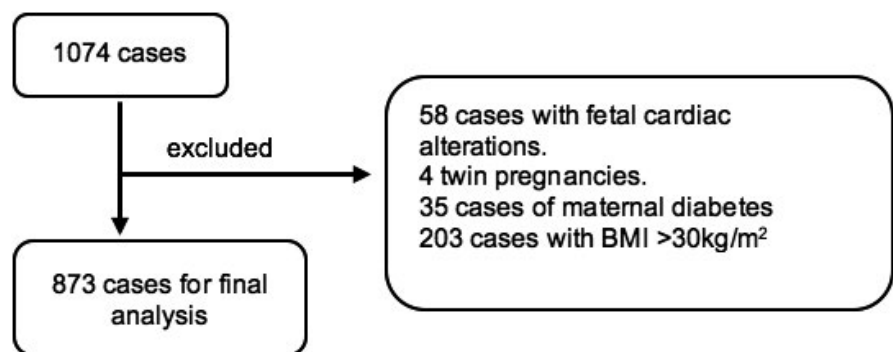 1074 cases
excluded
58 cases with fetal cardiac
alterations.
4 twin pregnancies.
35 cases of maternal diabetes
203 cases with BMI >30kg/m²
873 cases for final
analysis